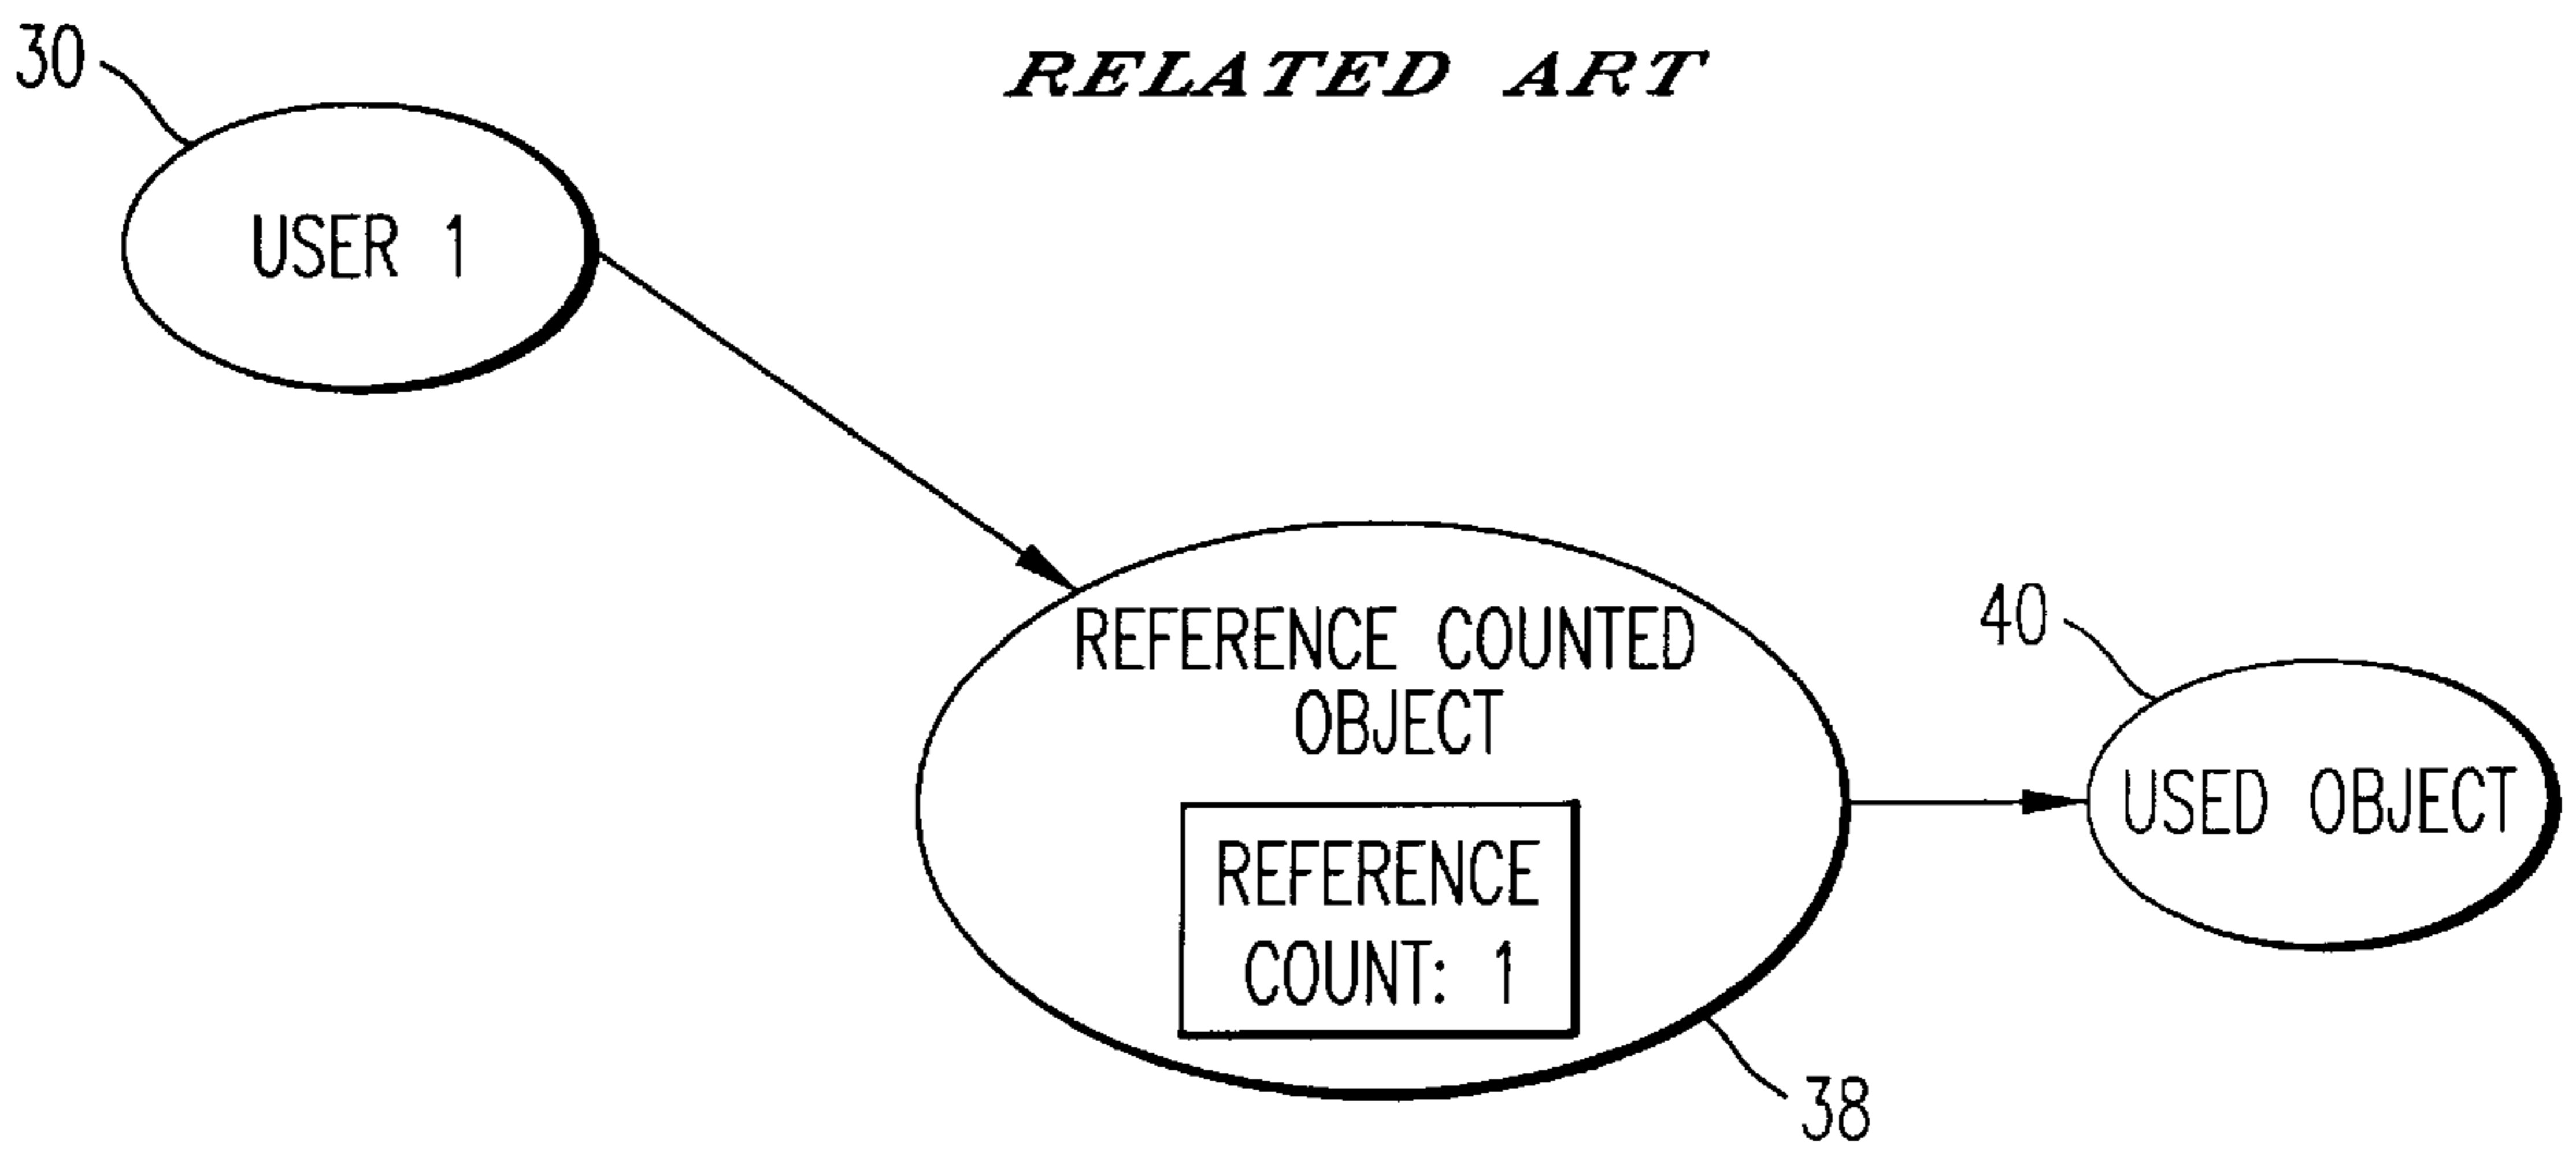 30
RELATED ART
USER 1
REFERENCE COUNTED
OBJECT
40
USED OBJECT
REFERENCE
COUNT: 1
38